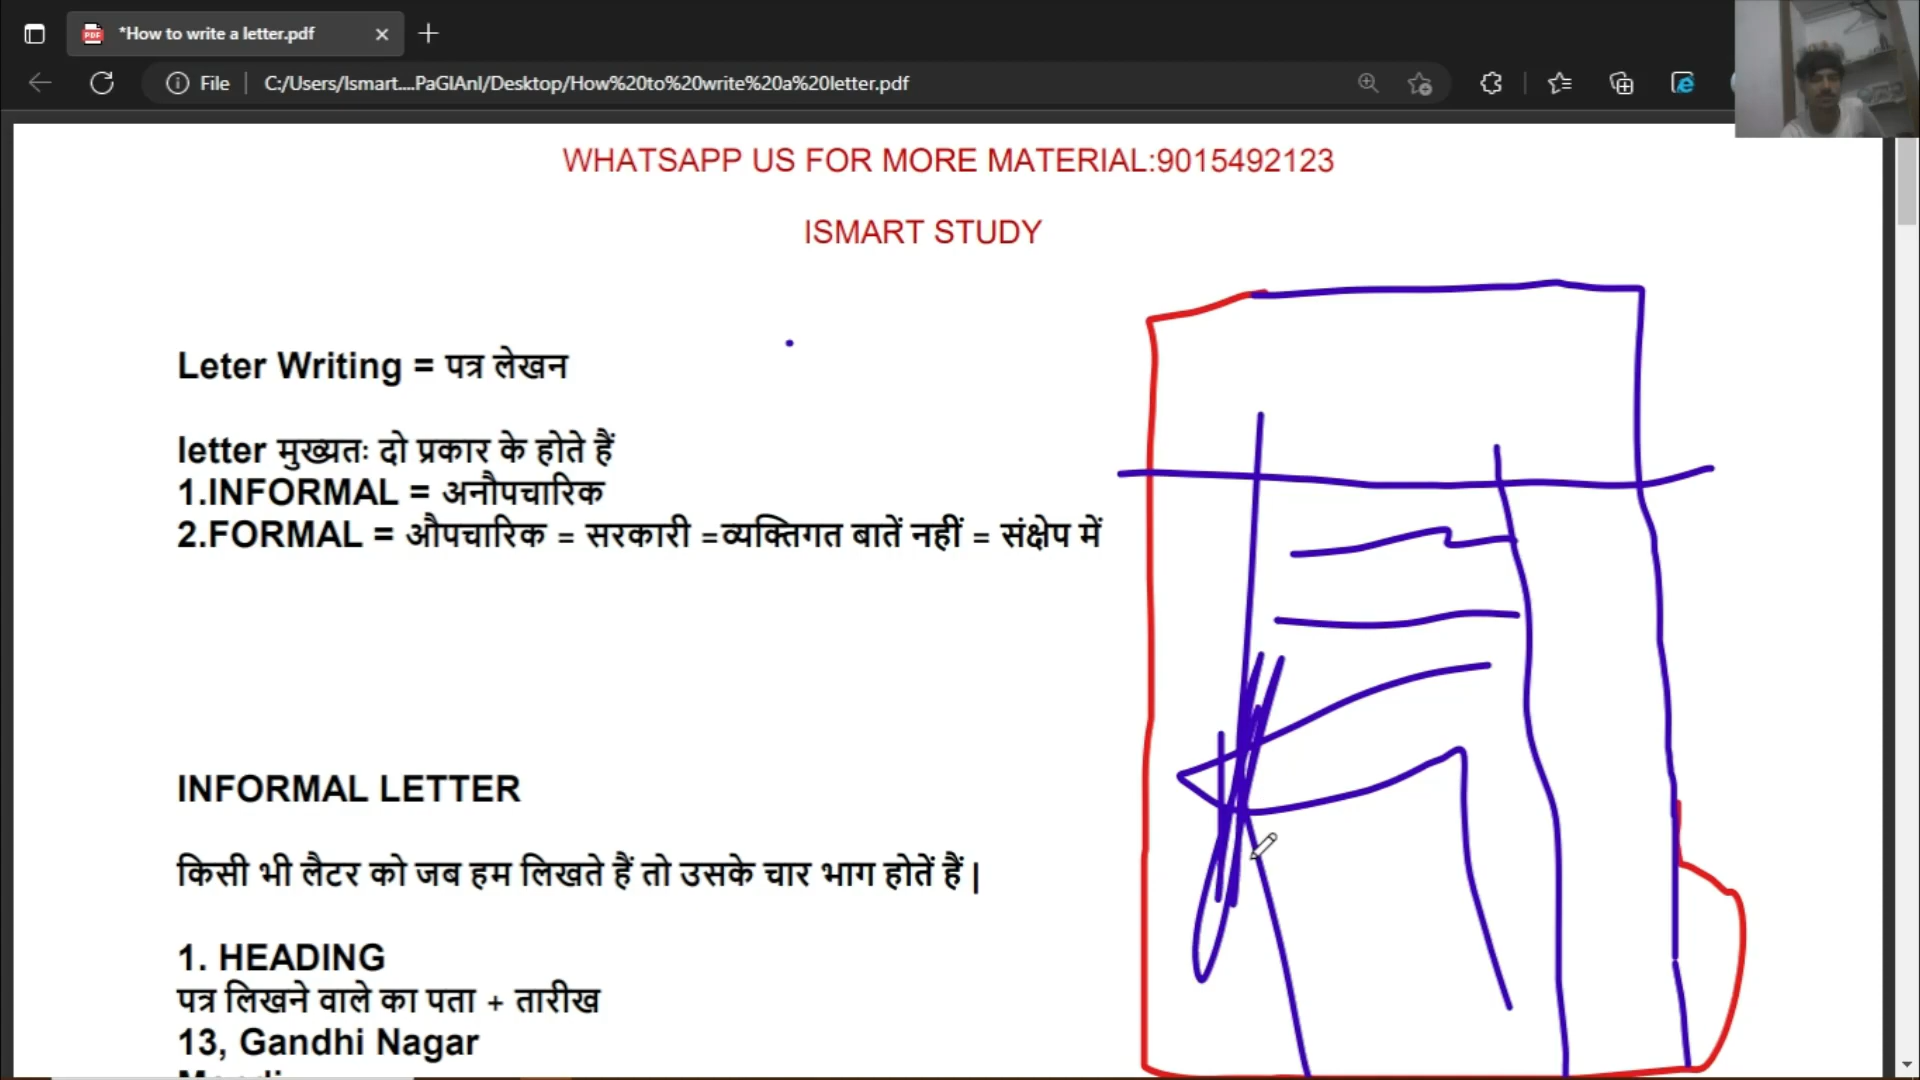 *How to write a letter.pdf
File
C:/Users/Ismart....PaGIAnI/Desktop/How%20to%20write%20a%20letter.pdf
WHATSAPP US FOR MORE MATERIAL:9015492123
ISMART STUDY
Leter Writing = पत्र लेखन
letter मुख्यतः दो प्रकार के होते हैं
1.INFORMAL = अनौपचारिक
2.FORMAL = औपचारिक = सरकारी =व्यक्तिगत बातें नहीं = संक्षेप में
INFORMAL LETTER
किसी भी लैटर को जब हम लिखते हैं तो उसके चार भाग होतें हैं |
1. HEADING
पत्र लिखने वाले का पता + तारीख
13, Gandhi Nagar